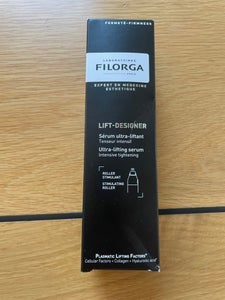 FERMETÉ-FIRMNESS
LABORATOIRES
FILORGA
PARIS
EXPERT EN MEDECINE
ESTHETIQUE
LIFT-DESIGNER
Sérum ultra-liftant
Tenseur intensif
Ultra-lifting serum
Intensive tightening
ROLLER
STIMULANT
STIMULATING
ROLLER
PLASMATIC LIFTING FACTORS
Cellular Factors • Collagen • Hyaluronic acid